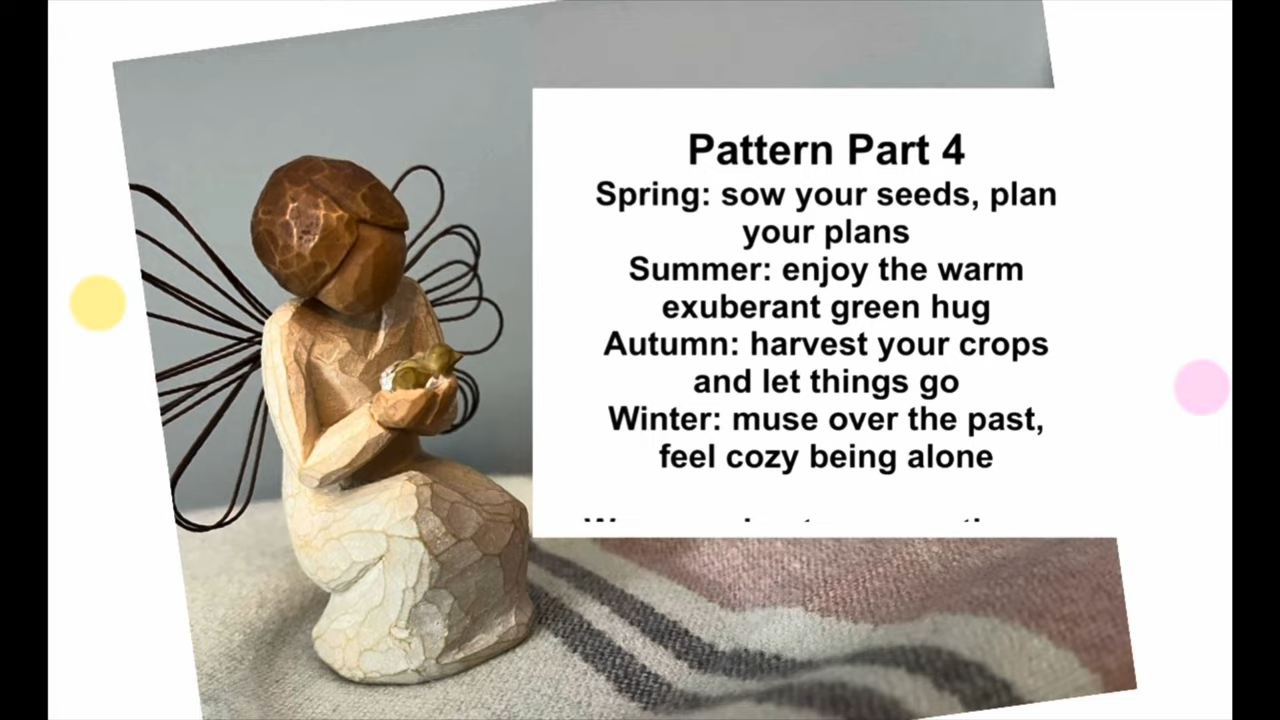 Pattern Part 4
Spring: sow your seeds, plan
your plans
Summer: enjoy the warm
exuberant green hug
Autumn: harvest your crops
and let things go
Winter: muse over the past,
feel cozy being alone